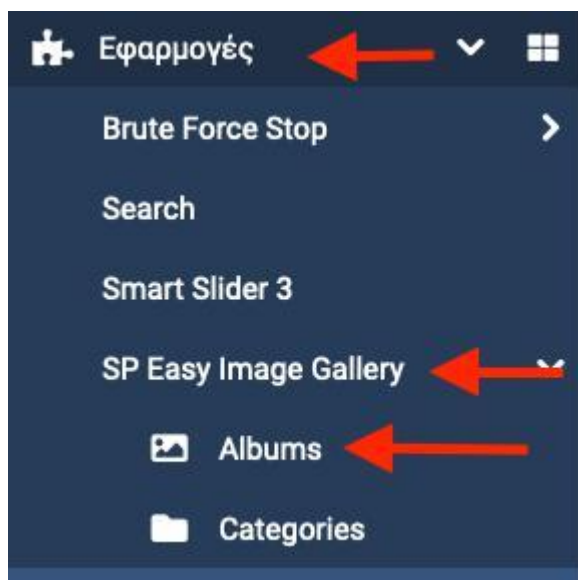 Εφαρμογές
Brute Force Stop
Search
Smart Slider 3
SP Easy Image Gallery
Albums
Categories